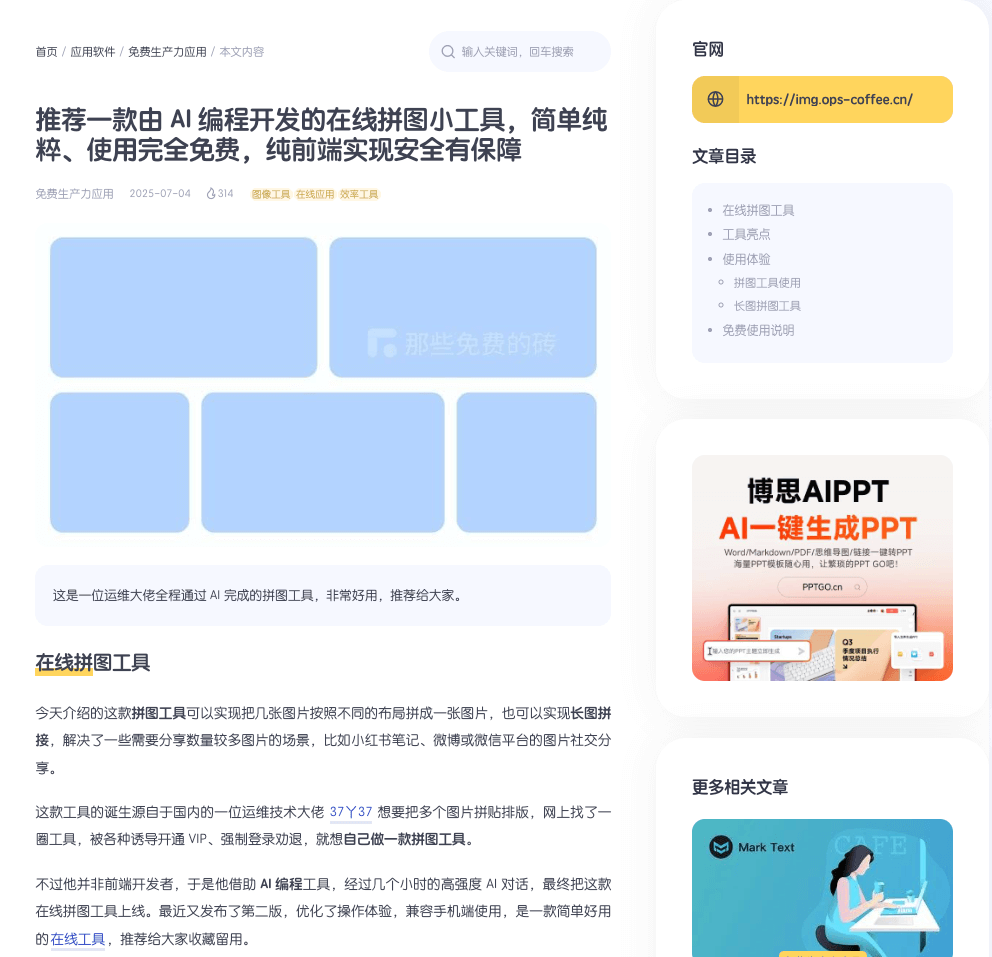 首页 / 应用软件 / 免费生产力应用 / 本文内容
输入关键词，回车搜索
推荐一款由 AI 编程开发的在线拼图小工具，简单纯
粹、使用完全免费，纯前端实现安全有保障
免费生产力应用 2025-07-04 314 图像工具 在线应用 效率工具
那些免费的砖
这是一位运维大佬全程通过 AI 完成的拼图工具，非常好用，推荐给大家。
在线拼图工具
今天介绍的这款拼图工具可以实现把几张图片按照不同的布局拼成一张图片，也可以实现长图拼
接，解决了一些需要分享数量较多图片的场景，比如小红书笔记、微博或微信平台的图片社交分
享。
这款工具的诞生源自于国内的一位运维技术大佬 37丫37 想要把多个图片拼贴排版，网上找了一
圈工具，被各种诱导开通 VIP、强制登录劝退，就想自己做一款拼图工具。
不过他并非前端开发者，于是他借助 AI 编程工具，经过几个小时的高强度 AI 对话，最终把这款
在线拼图工具上线。最近又发布了第二版，优化了操作体验，兼容手机端使用，是一款简单好用
的在线工具，推荐给大家收藏留用。
官网
https://img.ops-coffee.cn/
文章目录
在线拼图工具
工具亮点
使用体验
拼图工具使用
长图拼图工具
免费使用说明
博思AIPPT
AI一键生成PPT
Word/Markdown/PDF/思维导图/链接一键转PPT
海量PPT模板随心用，让繁琐的PPT GO吧！
PPTGO.cn
Startups
Q3
季度项目执行
情况总结
输入您的PPT主题立即生成
更多相关文章
Mark Text
CAFE